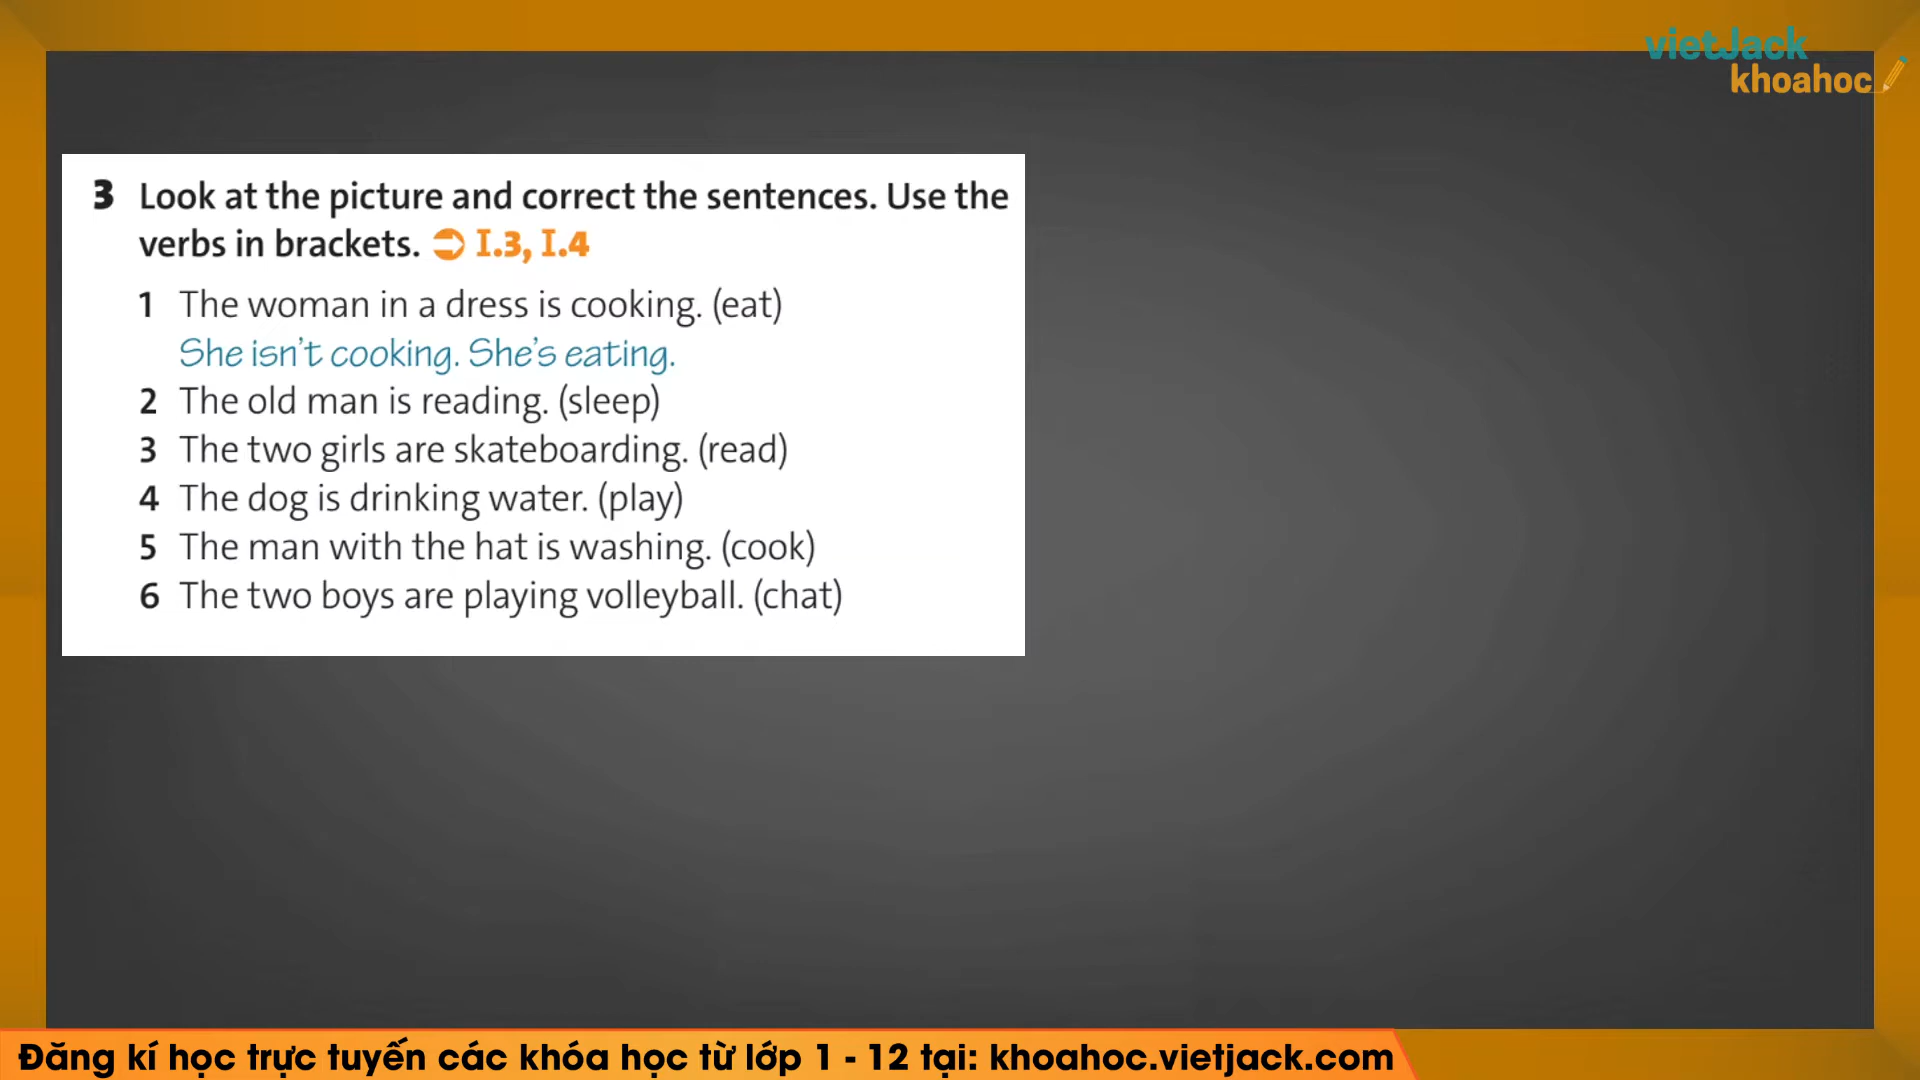 vietJack
khoahoc
3 Look at the picture and correct the sentences. Use the
verbs in brackets. ➲ I.3, I.4
1 The woman in a dress is cooking. (eat)
She isn't cooking. She's eating.
2 The old man is reading. (sleep)
3 The two girls are skateboarding. (read)
4 The dog is drinking water. (play)
5 The man with the hat is washing. (cook)
6 The two boys are playing volleyball. (chat)
Đăng kí học trực tuyến các khóa học từ lớp 1 - 12 tại: khoahoc.vietjack.com